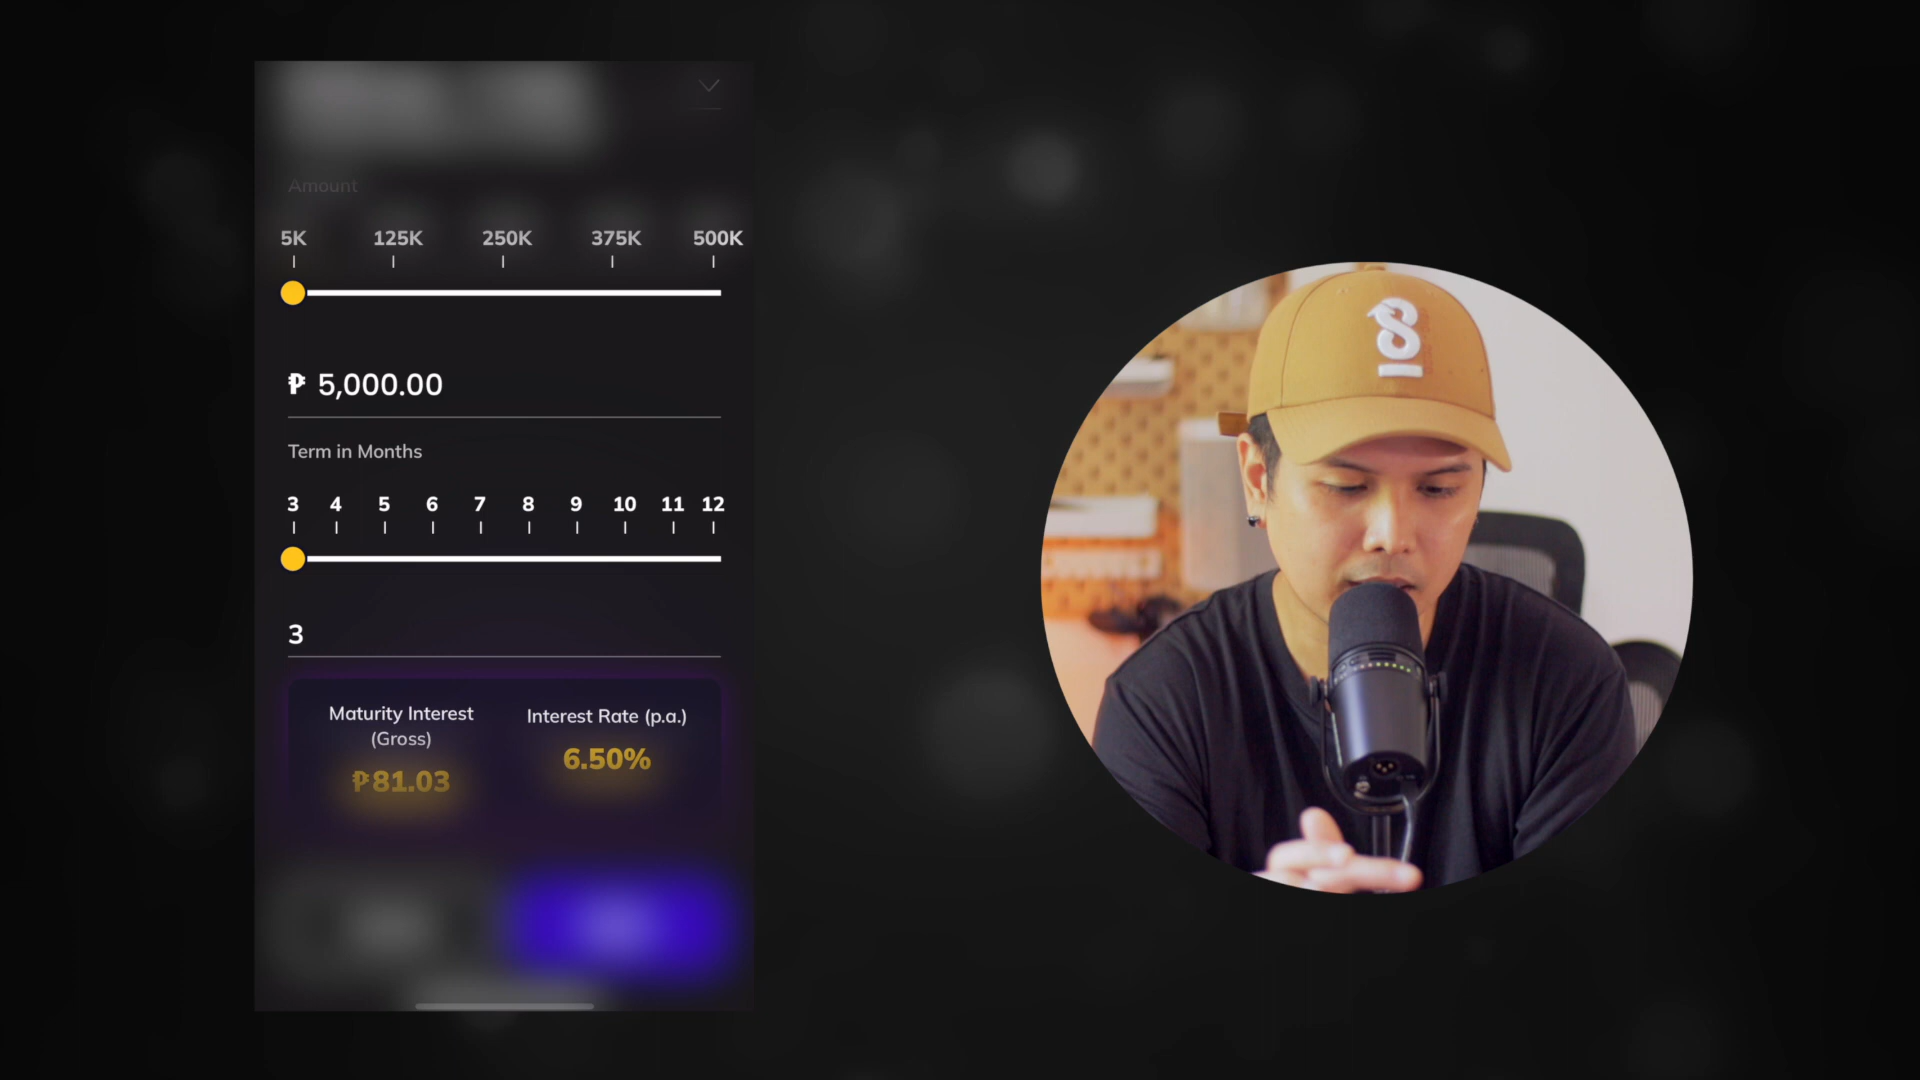 Amount
5K 125K 250K 375K 500K
₱ 5,000.00
Term in Months
3 4 5 6 7 8 9 10 11 12
3
Maturity Interest Interest Rate (p.a.)
(Gross)
6.50%
₱81.03